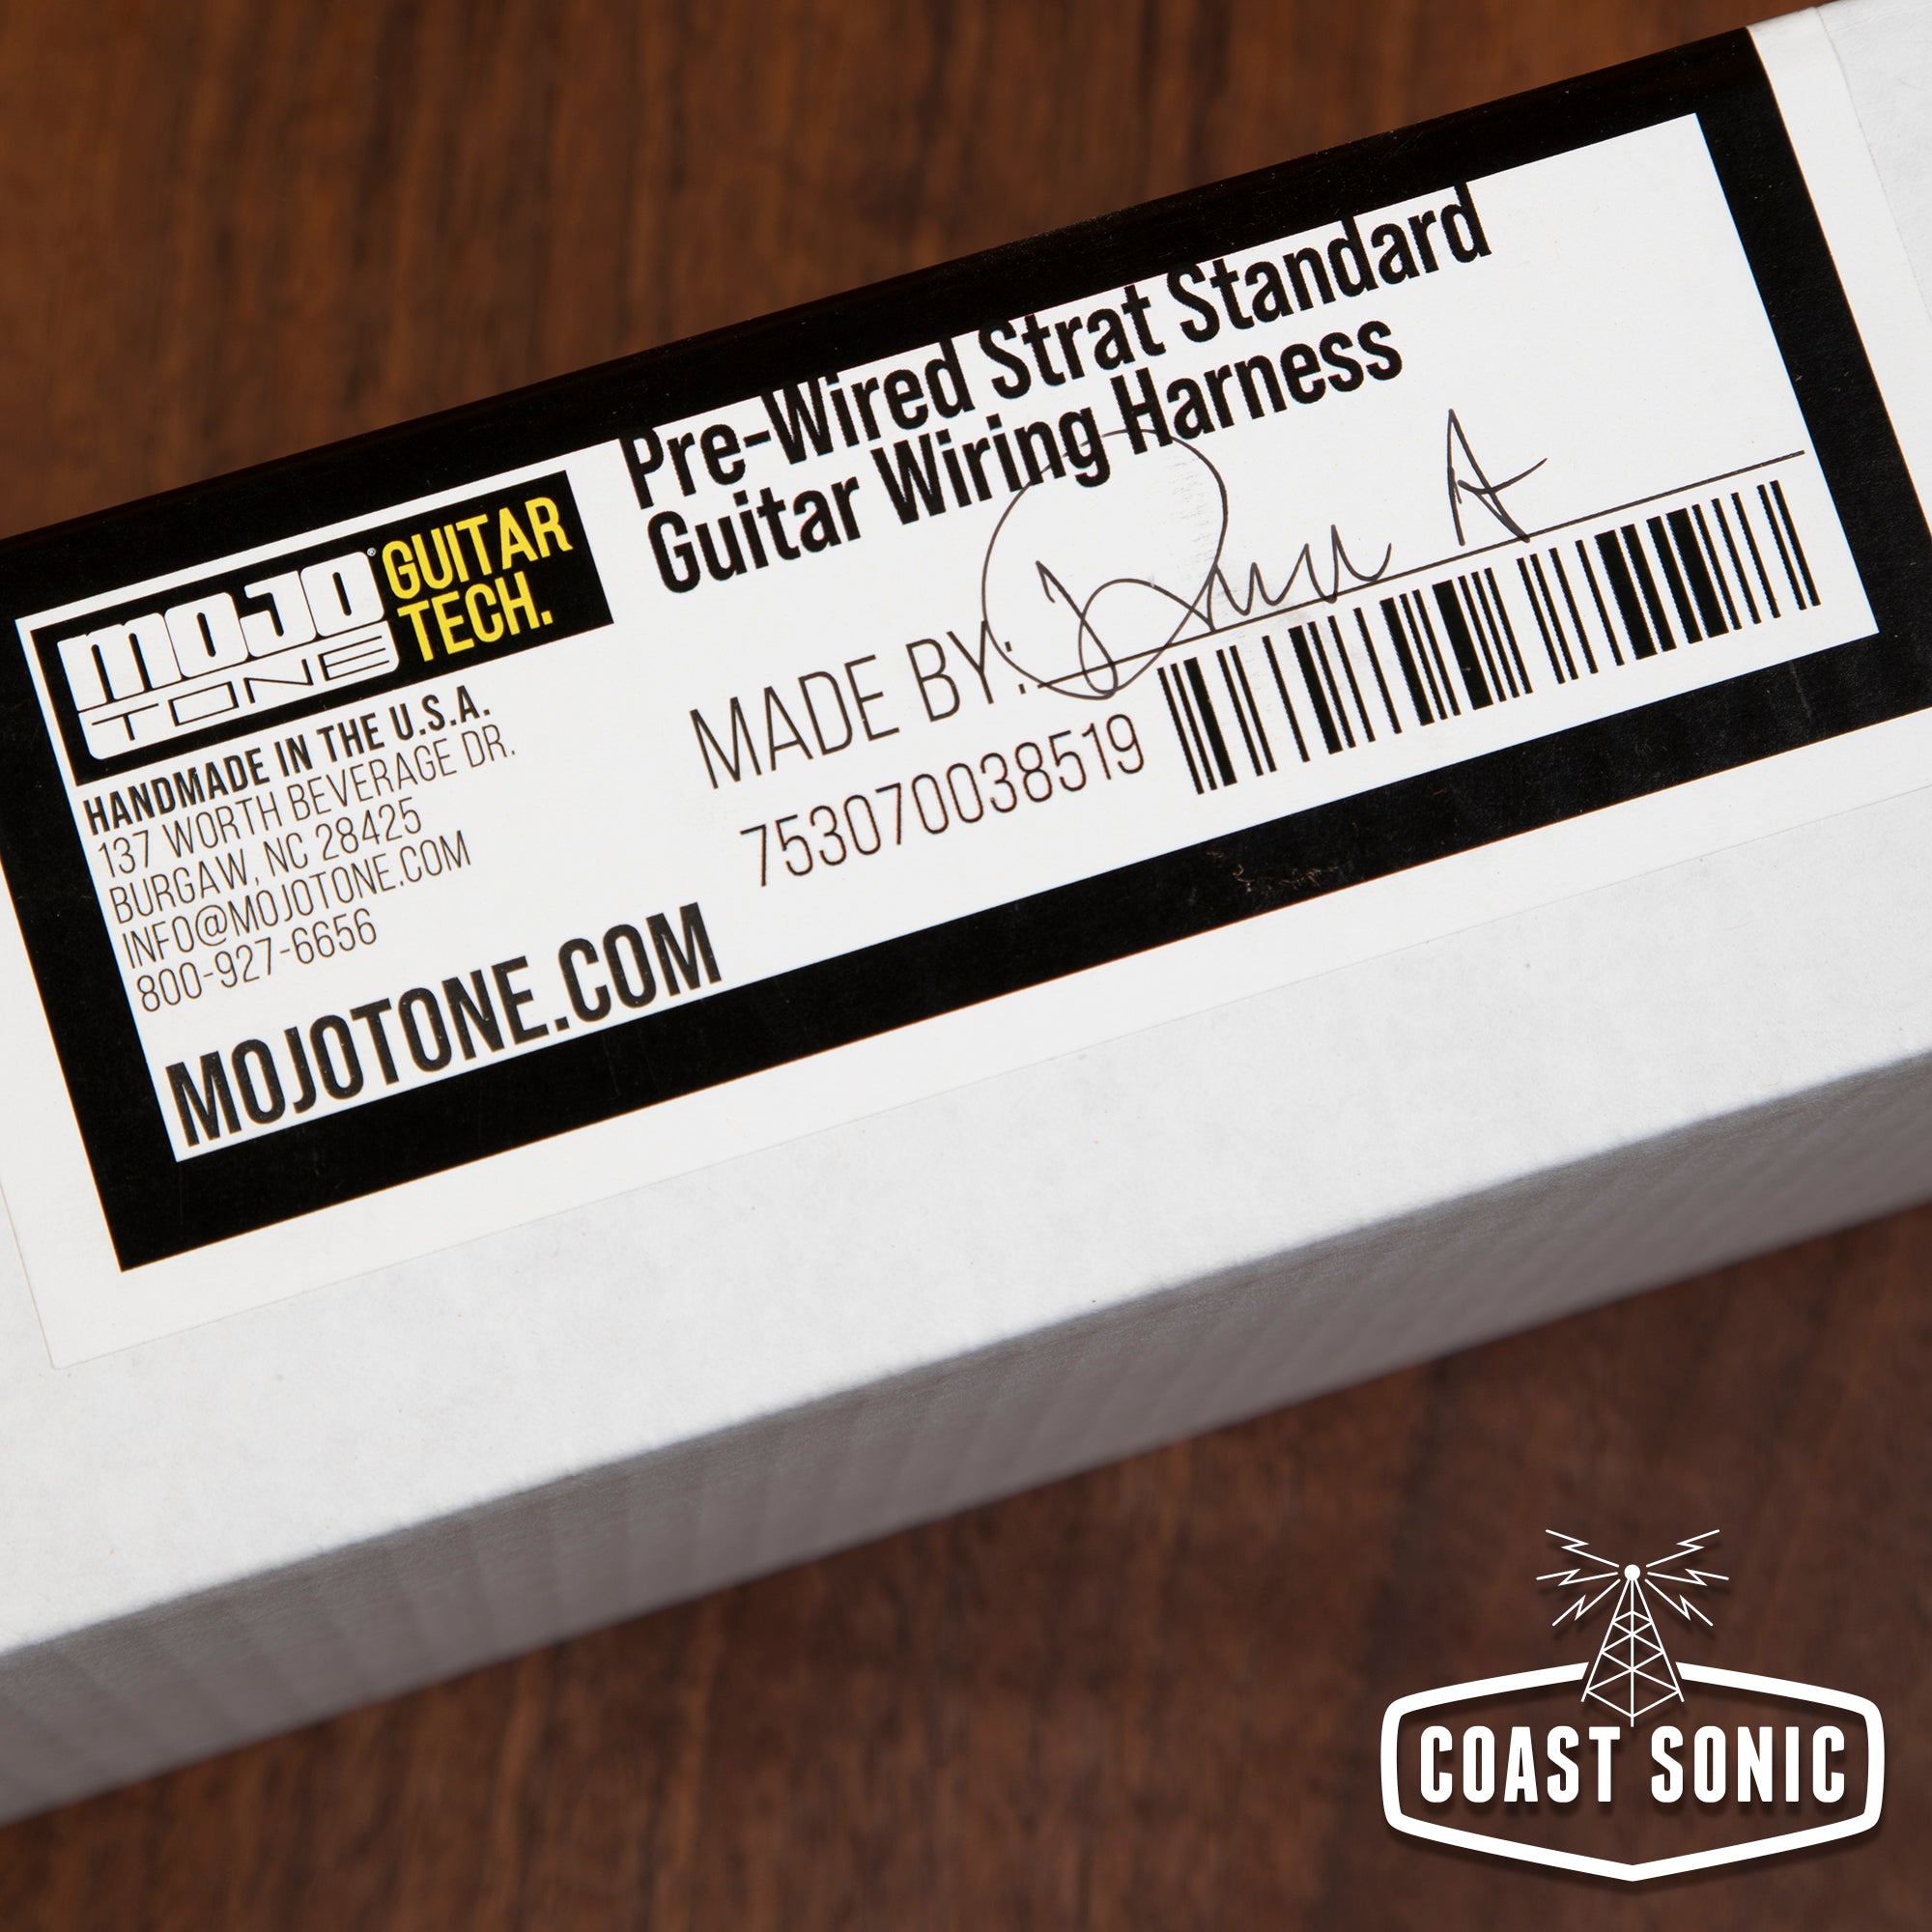 MOJO® TONE
GUITAR
TECH.
HANDMADE IN THE U.S.A.
137 WORTH BEVERAGE DR.
BURGAW, NC 28425
INFO@MOJOTONE.COM
800-927-6656
MOJOTONE.COM
Pre-Wired Strat Standard
Guitar Wiring Harness
MADE BY:
753070038519
COAST SONIC